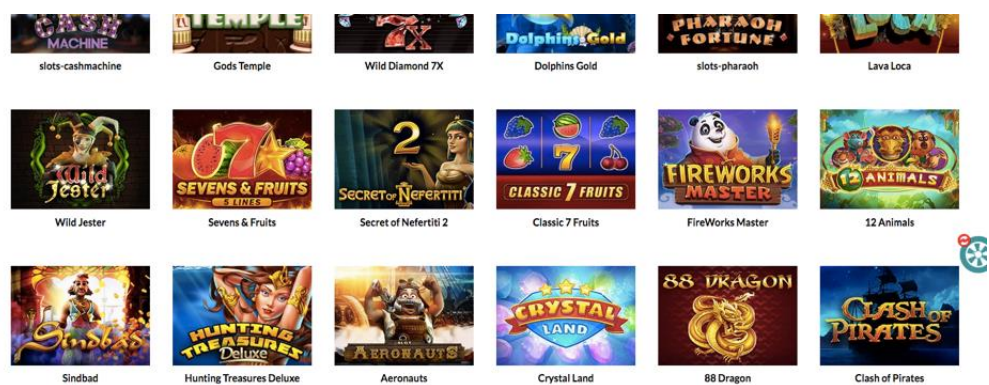 CASH
MACHINE
TEMPLE
7X
Dolphins Gold
PHARAOH
FORTUNE
slots-cashmachine
Gods Temple
Wild Diamond 7X
Dolphins Gold
slots-pharaoh
Lava Loca
Wild
Jester
7
SEVENS & FRUITS
5 LINES
2
SECRET OF NEFERTITI
7
CLASSIC 7 FRUITS
FIREWORKS
MASTER
12 ANIMALS
Wild Jester
Sevens & Fruits
Secret of Nefertiti 2
Classic 7 Fruits
FireWorks Master
12 Animals
Sindbad
HUNTING
TREASURES
Deluxe
AERONAUTS
CRYSTAL
LAND
88 DRAGON
CLASH OF
PIRATES
Sindbad
Hunting Treasures Deluxe
Aeronauts
Crystal Land
88 Dragon
Clash of Pirates